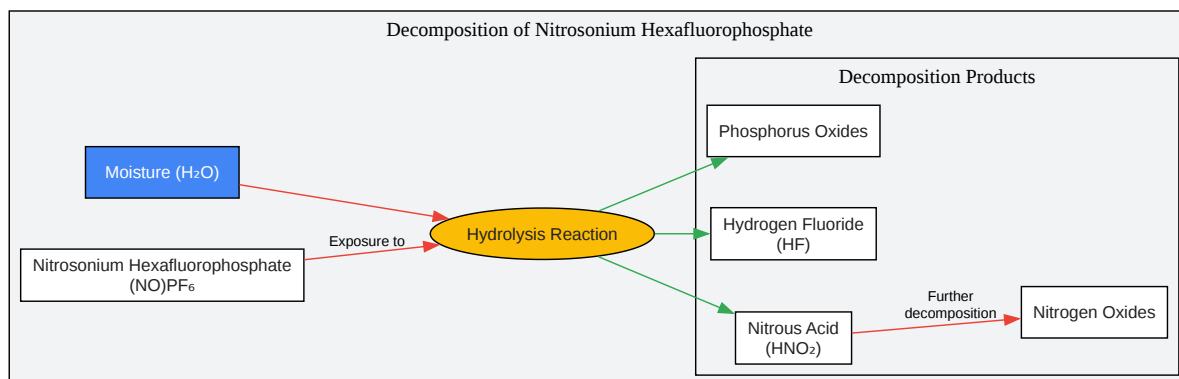 Decomposition of Nitrosonium Hexafluorophosphate
Decomposition Products
Phosphorus Oxides
Moisture (H₂O)
Hydrolysis Reaction
Hydrogen Fluoride
(HF)
Exposure to
Nitrosonium Hexafluorophosphate
(NO)PF₆
Further
decomposition
Nitrogen Oxides
Nitrous Acid
(HNO₂)